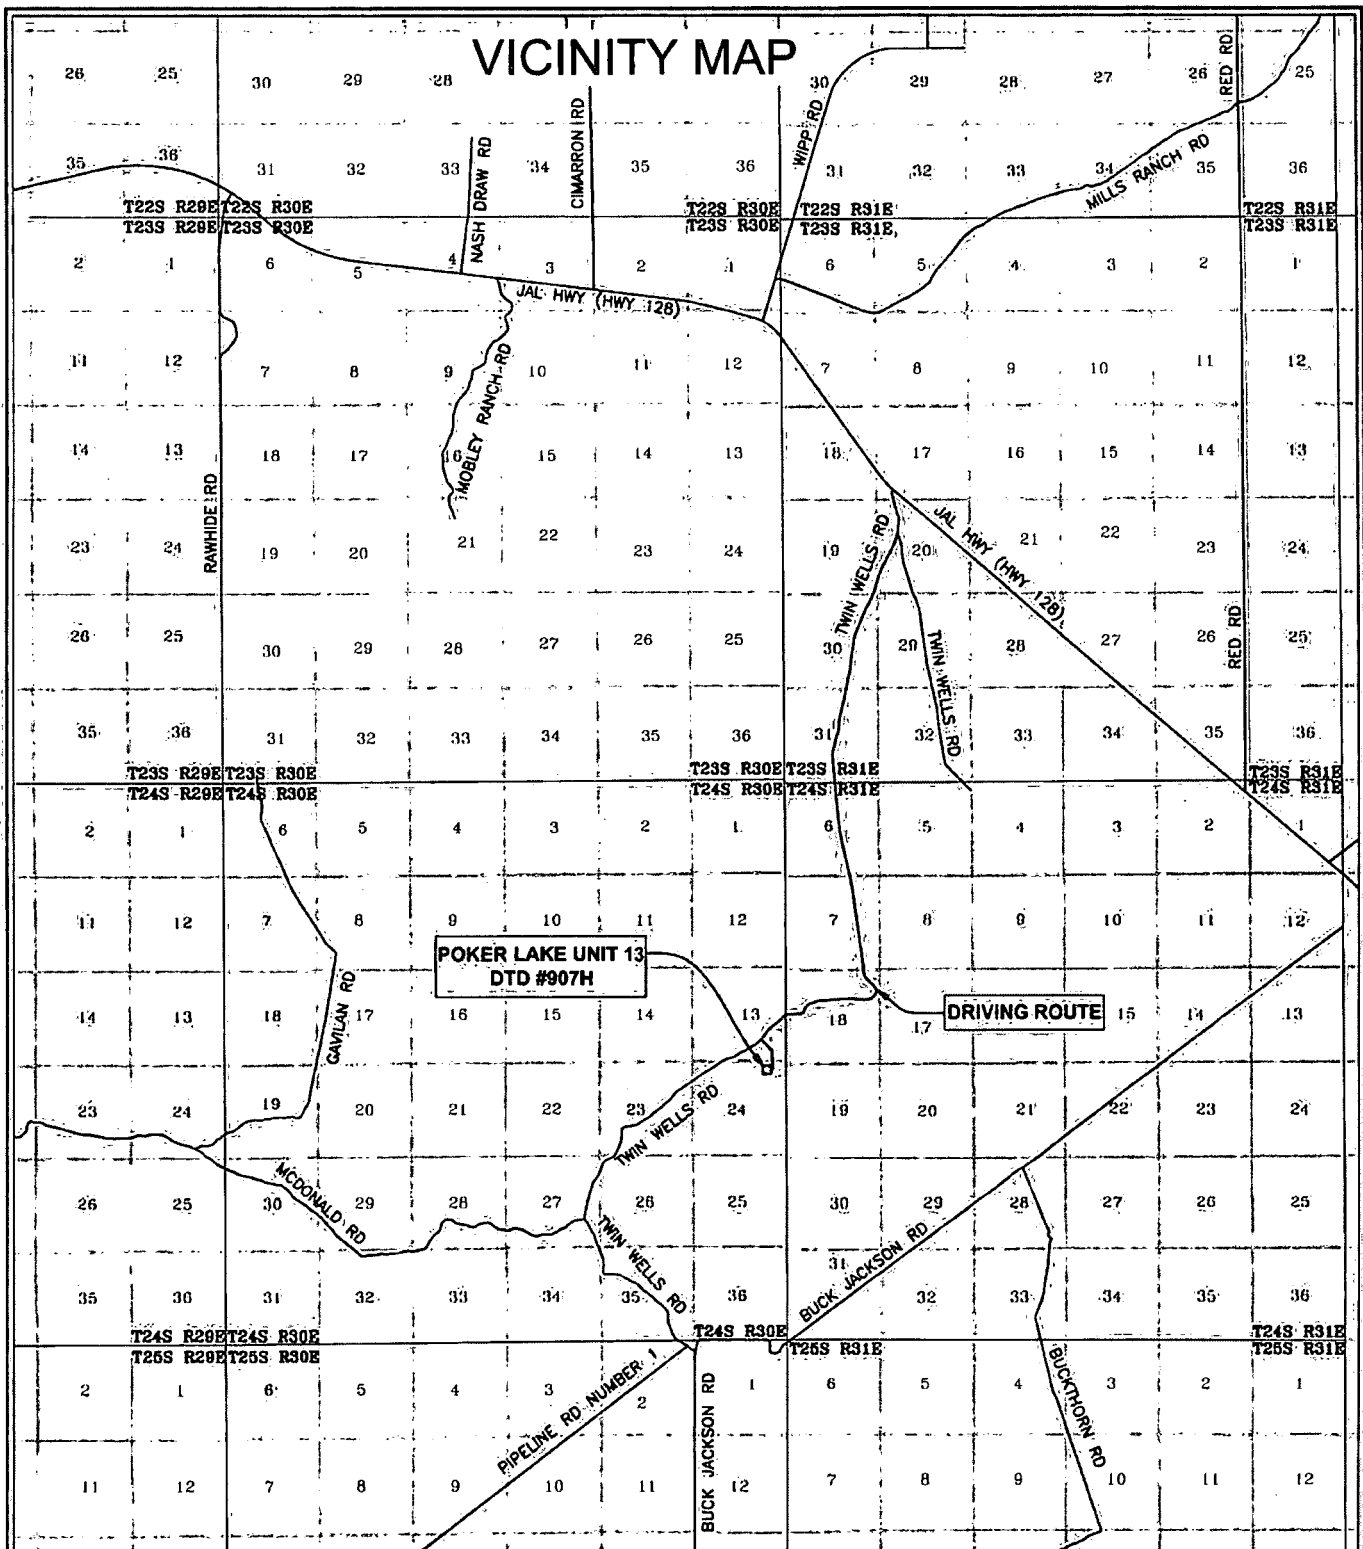 VICINITY MAP
26 25 30 29 28 30 29 28 27 26 25
RED RD
WIPP RD
CIMARRON RD
NASH DRAW RD
MILLS RANCH RD
35 36 31 32 33 34 35 36 31 32 33 34 35 36
T22S R29E T22S R30E T22S R30E T22S R31E T22S R31E
T23S R29E T23S R30E T23S R30E T23S R31E T23S R31E
2 1 6 5 4 3 2 1 6 5 4 3 2 1
JAL HWY (HWY 128)
11 12 7 8 9 10 11 12 7 8 9 10 11 12
MOBLEY RANCH RD
14 13 18 17 16 15 14 13 18 17 16 15 14 13
RAWHIDE RD
JAL HWY (HWY 128)
TWIN WELLS RD
23 24 19 20 21 22 23 24 19 20 21 22 23 24
26 25 30 29 28 27 26 25 30 29 28 27 26 25
RED RD
TWIN WELLS RD
35 36 31 32 33 34 35 36 31 32 33 34 35 36
T23S R29E T23S R30E T23S R30E T23S R31E T23S R31E
T24S R29E T24S R30E T24S R30E T24S R31E T24S R31E
2 1 6 5 4 3 2 1 6 5 4 3 2 1
11 12 7 8 9 10 11 12 7 8 9 10 11 12
POKER LAKE UNIT 13
DTD #907H
GAVILAN RD
DRIVING ROUTE
14 13 18 17 16 15 14 13 18 17 15 14 13
23 24 19 20 21 22 23 24 19 20 21 22 23 24
TWIN WELLS RD
MCDONALD RD
26 25 30 29 28 27 26 25 30 29 28 27 26 25
TWIN WELLS RD
BUCK JACKSON RD
35 36 31 32 33 34 35 36 31 32 33 34 35 36
T24S R29E T24S R30E T24S R30E T24S R31E
T25S R29E T25S R30E T25S R31E T25S R31E
2 1 6 5 4 3 2 1 6 5 4 3 2 1
PIPELINE RD NUMBER 1
BUCK JACKSON RD
BUCKTHORN RD
11 12 7 8 9 10 11 12 7 8 9 10 11 12